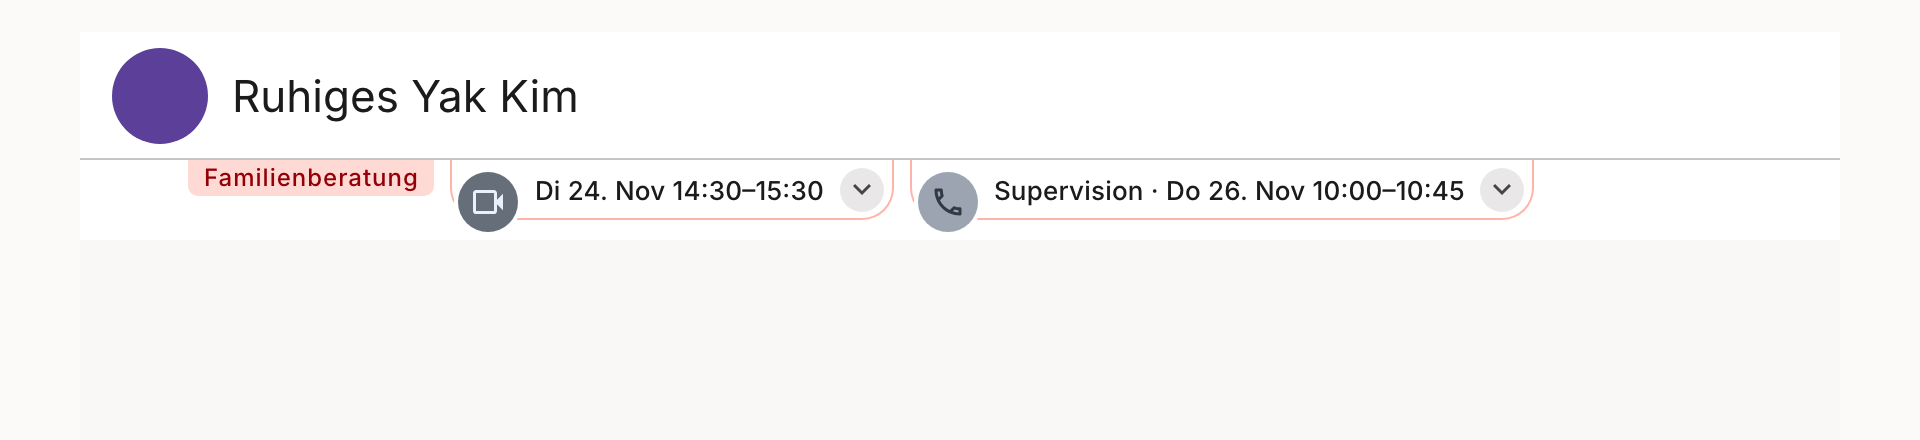 Ruhiges Yak Kim
Familienberatung
Di 24. Nov 14:30–15:30
Supervision · Do 26. Nov 10:00–10:45